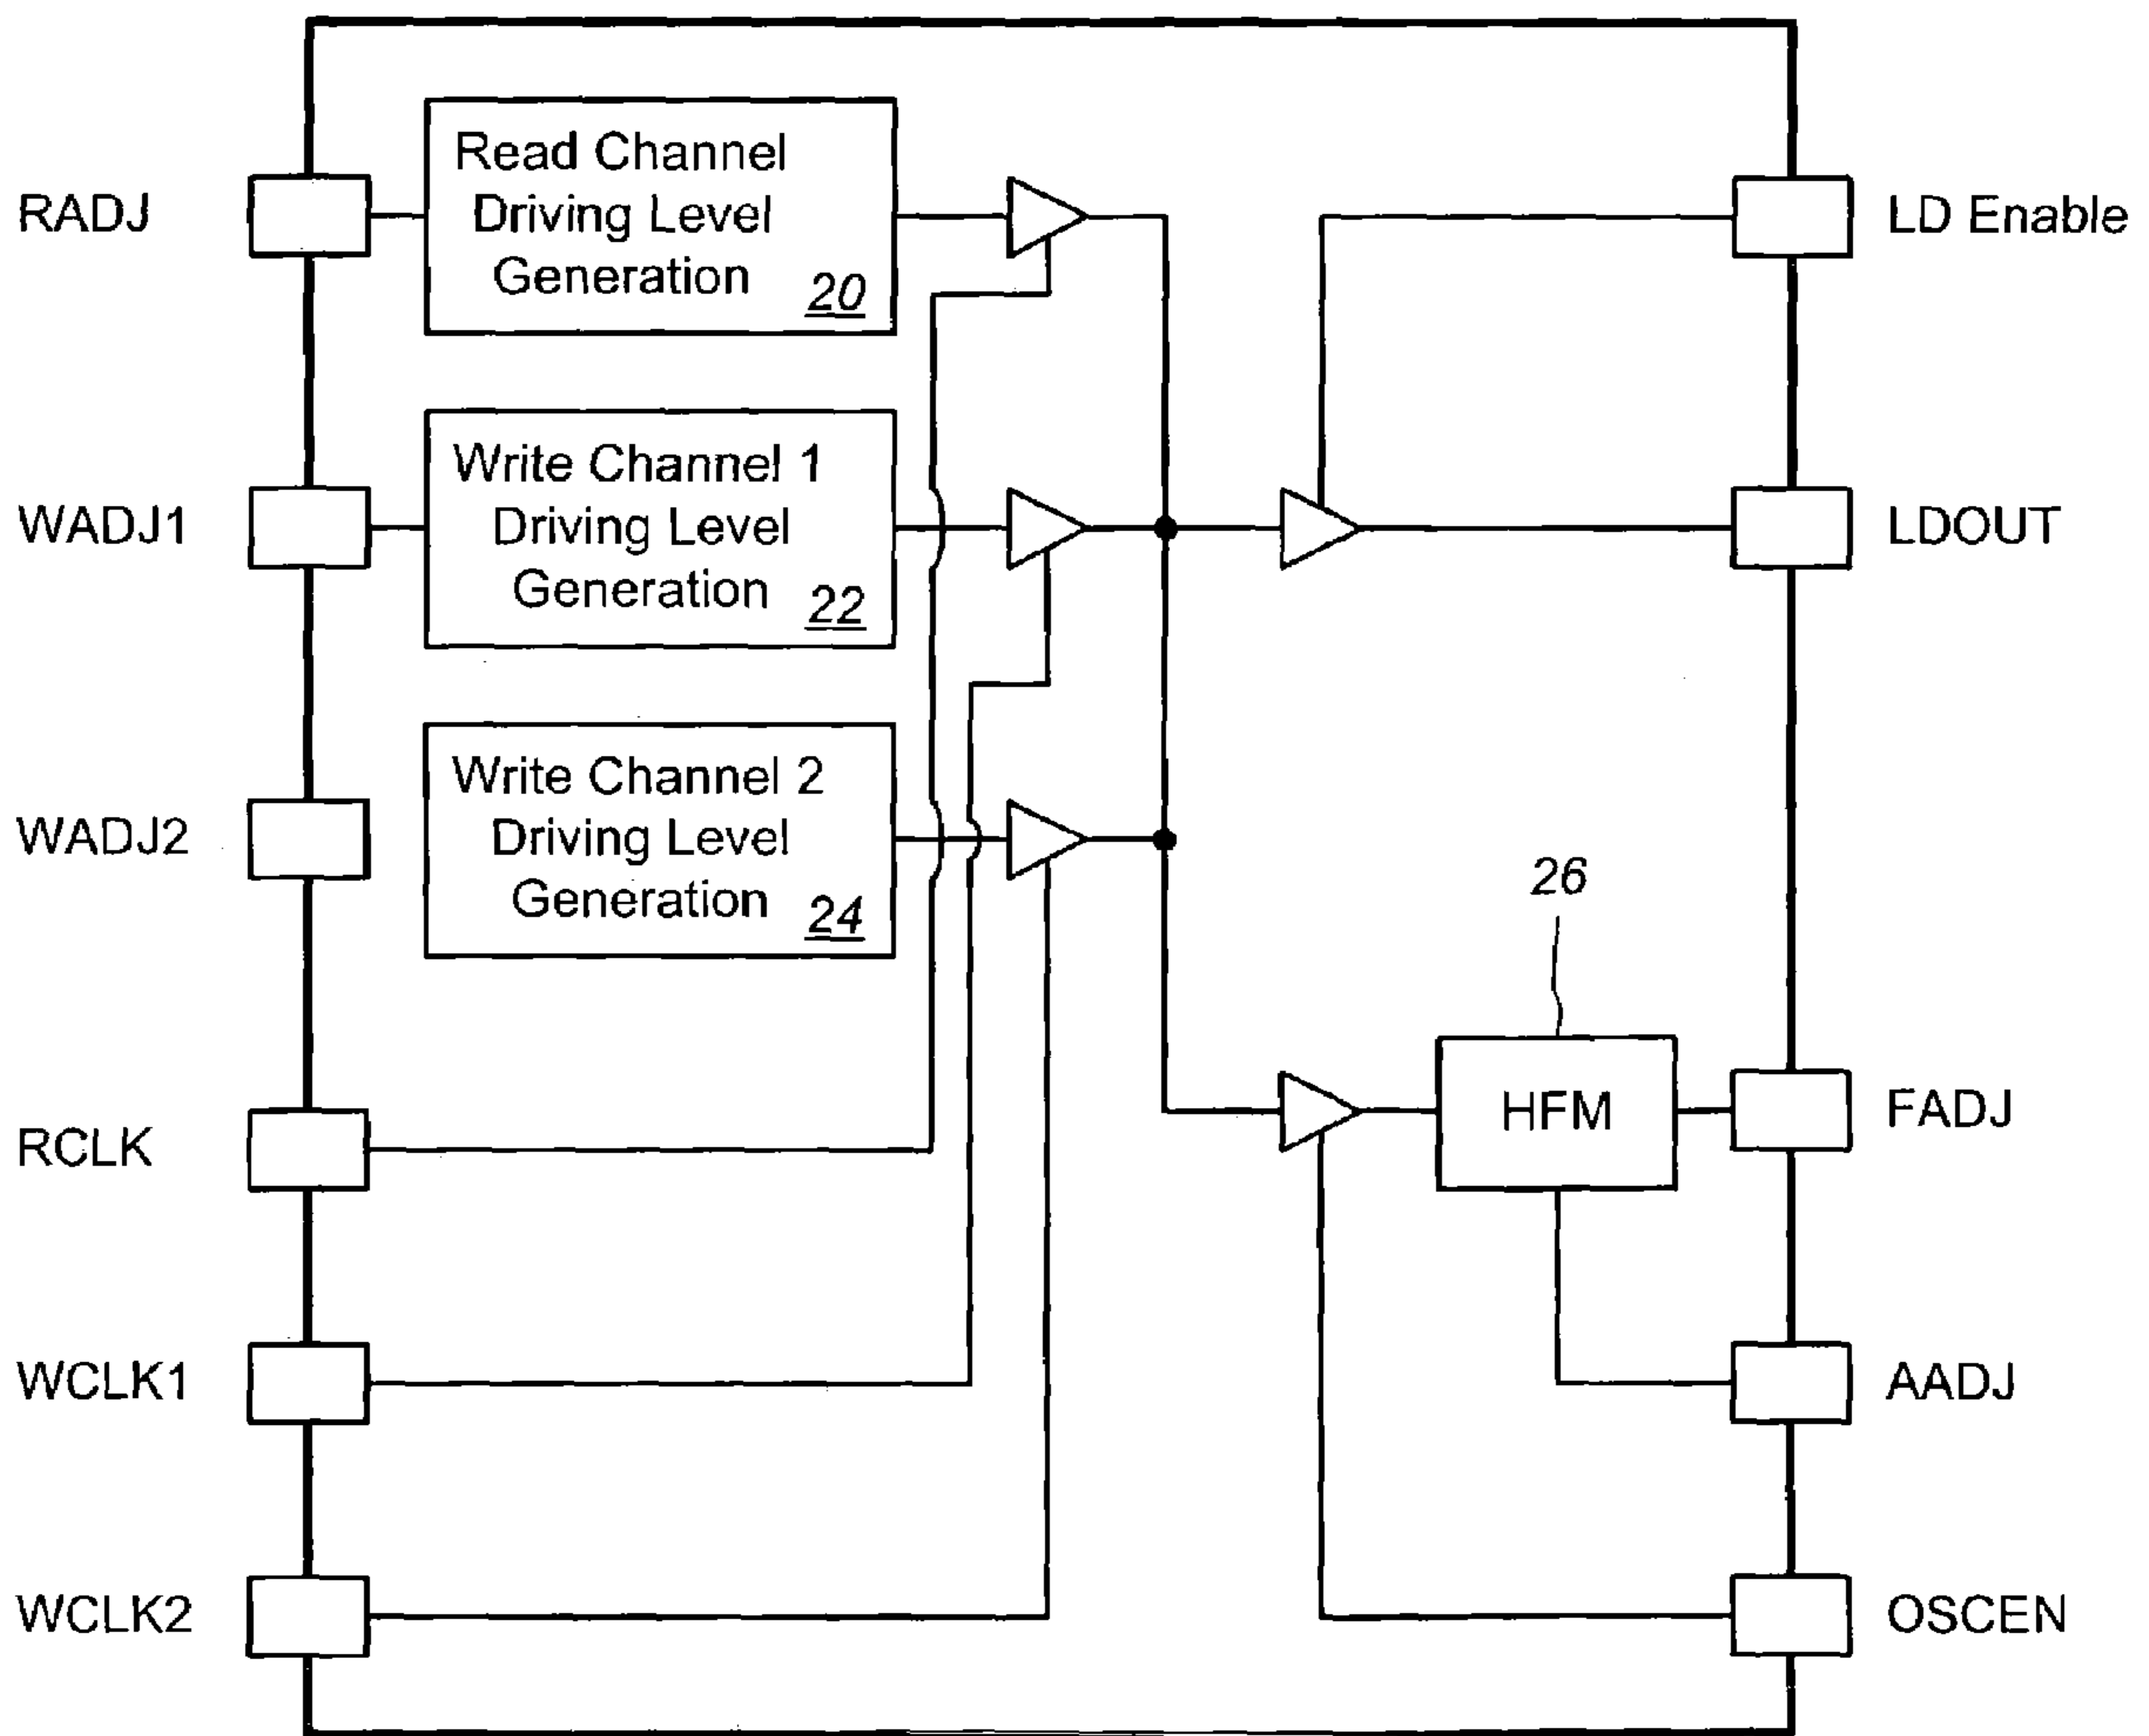 RADJ
Read Channel
Driving Level
Generation 20
LD Enable
WADJ1
Write Channel 1
Driving Level
Generation 22
LDOUT
WADJ2
Write Channel 2
Driving Level
Generation 24
26
RCLK
HFM
FADJ
WCLK1
AADJ
WCLK2
OSCEN